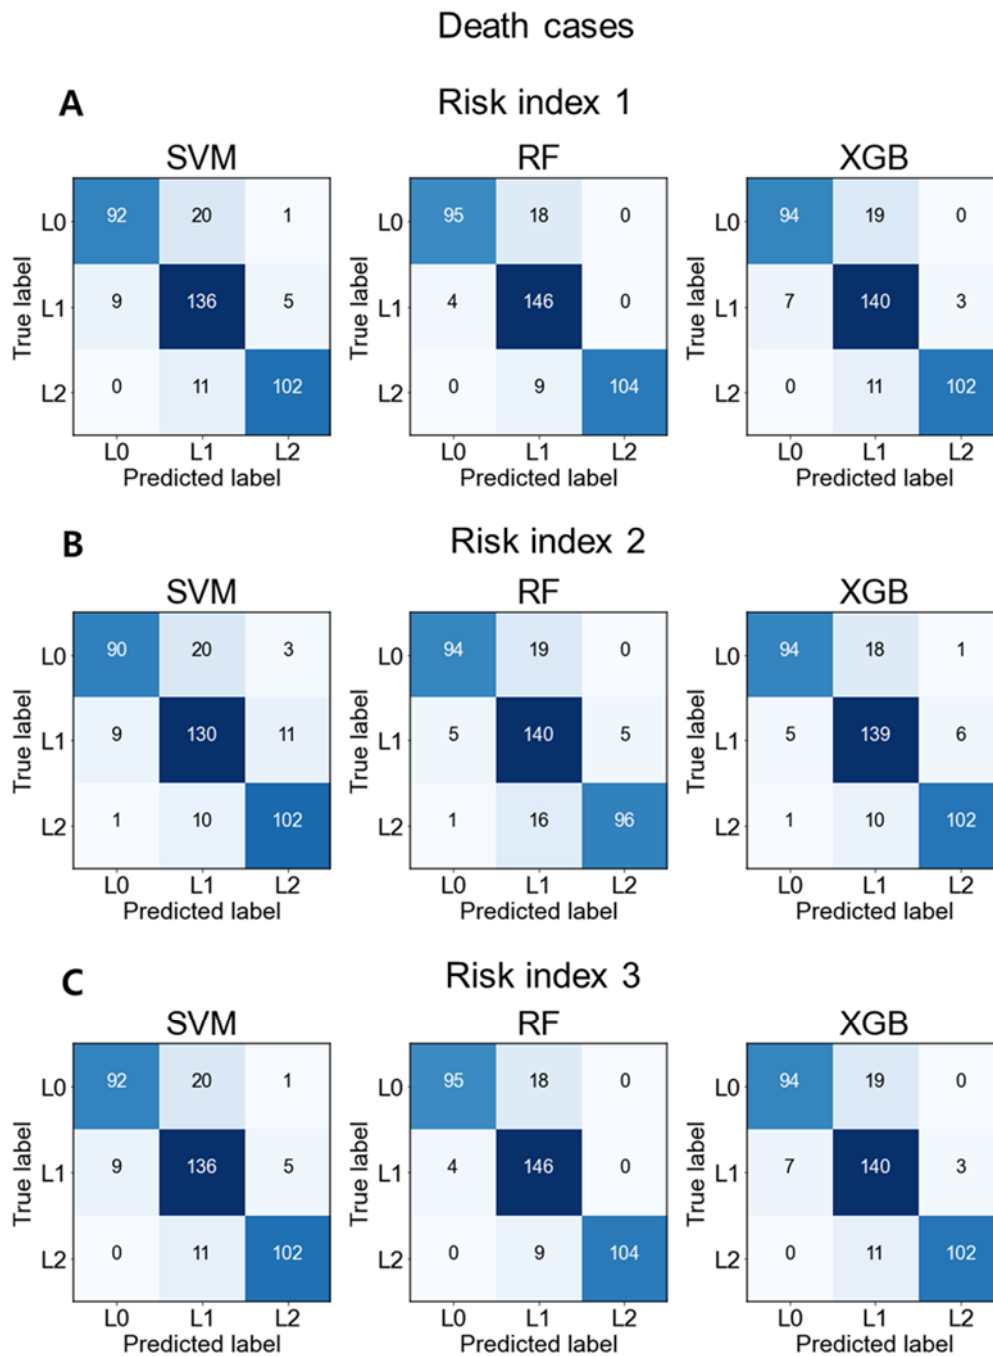 Death cases
A Risk index 1
SVM RF XGB
True label L0 92 20 1 True label L0 95 18 0 True label L0 94 19 0
L1 9 136 5 L1 4 146 0 L1 7 140 3
L2 0 11 102 L2 0 9 104 L2 0 11 102
L0 L1 L2 L0 L1 L2 L0 L1 L2
Predicted label Predicted label Predicted label
B Risk index 2
SVM RF XGB
True label L0 90 20 3 True label L0 94 19 0 True label L0 94 18 1
L1 9 130 11 L1 5 140 5 L1 5 139 6
L2 1 10 102 L2 1 16 96 L2 1 10 102
L0 L1 L2 L0 L1 L2 L0 L1 L2
Predicted label Predicted label Predicted label
C Risk index 3
SVM RF XGB
True label L0 92 20 1 True label L0 95 18 0 True label L0 94 19 0
L1 9 136 5 L1 4 146 0 L1 7 140 3
L2 0 11 102 L2 0 9 104 L2 0 11 102
L0 L1 L2 L0 L1 L2 L0 L1 L2
Predicted label Predicted label Predicted label